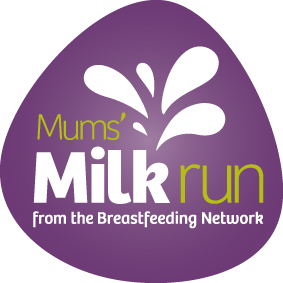 Mums’
Milk run
from the Breastfeeding Network